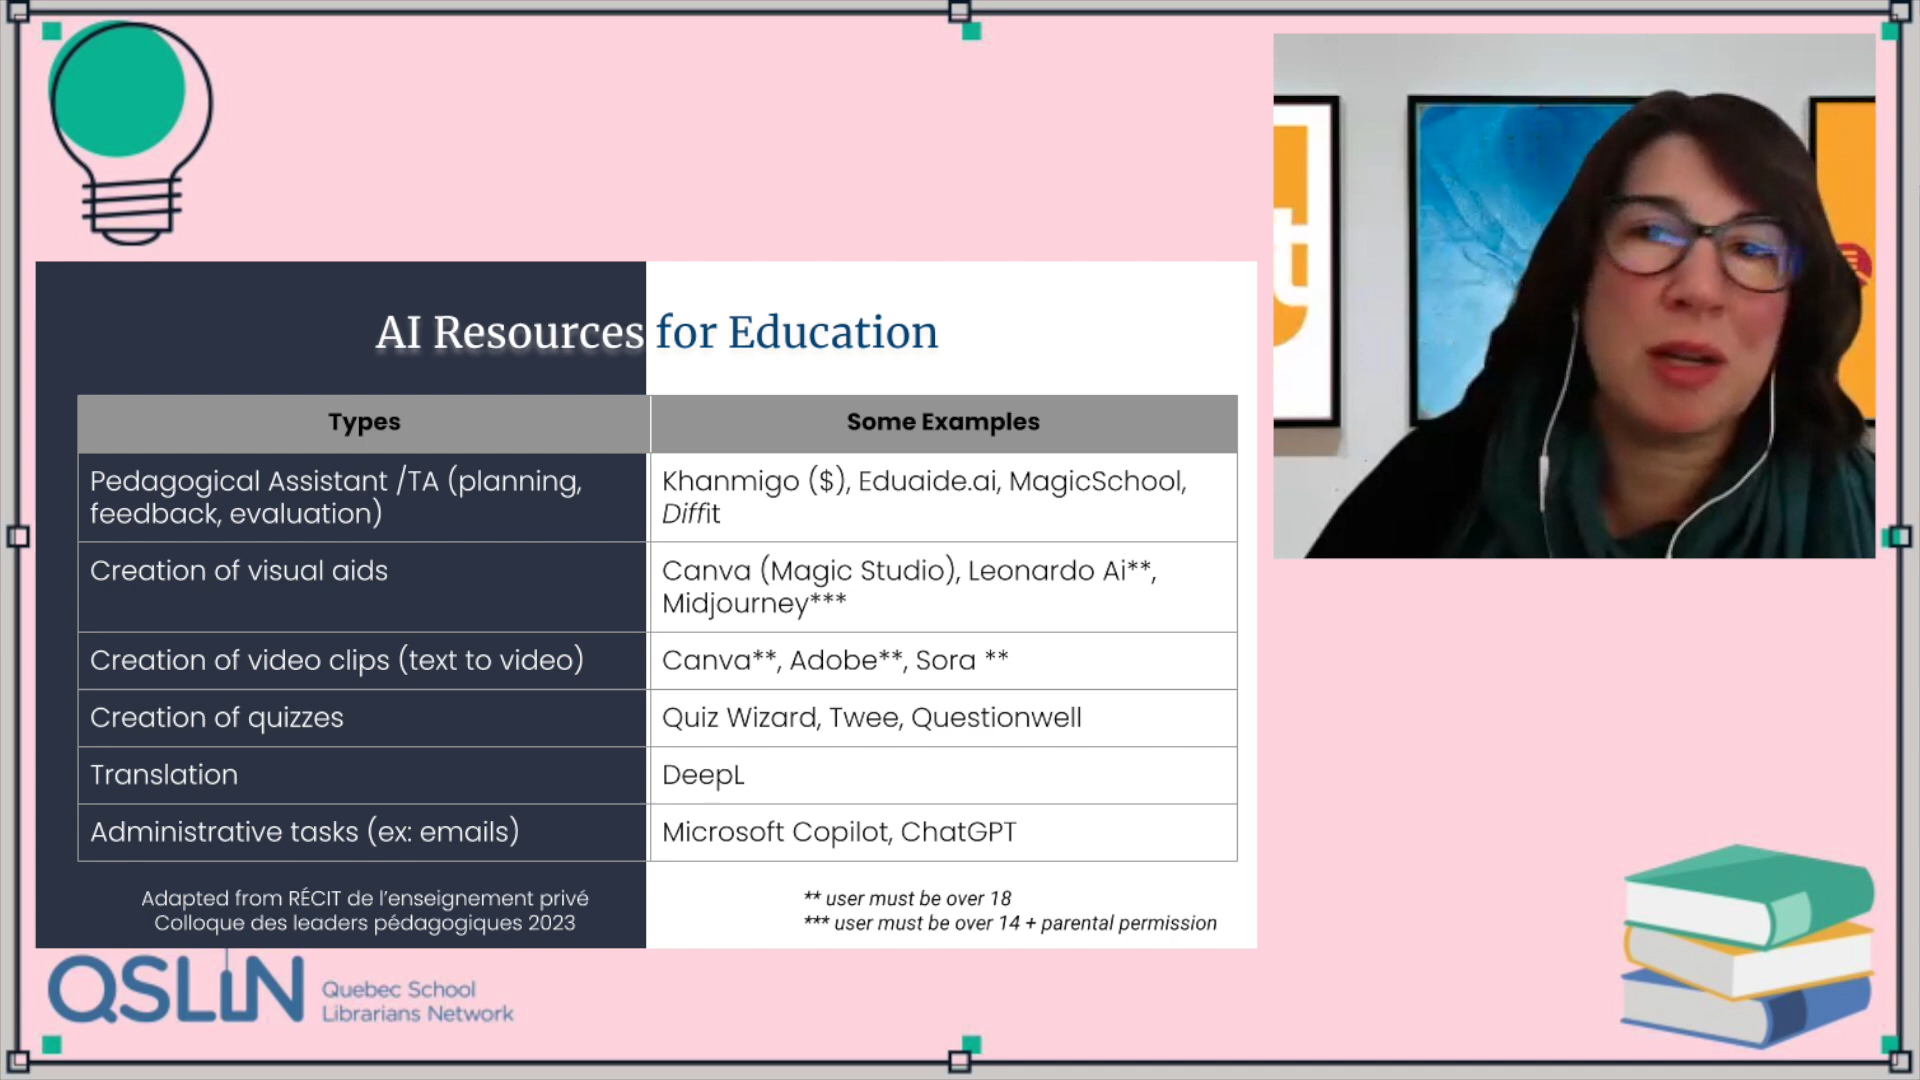 AI Resources for Education
Types
Some Examples
Pedagogical Assistant /TA (planning,
feedback, evaluation)
Khanmigo ($), Eduaide.ai, MagicSchool,
Diffit
Creation of visual aids
Canva (Magic Studio), Leonardo Ai**,
Midjourney***
Creation of video clips (text to video)
Canva**, Adobe**, Sora **
Creation of quizzes
Quiz Wizard, Twee, Questionwell
Translation
DeepL
Administrative tasks (ex: emails)
Microsoft Copilot, ChatGPT
Adapted from RÉCIT de l'enseignement privé
Colloque des leaders pédagogiques 2023
** user must be over 18
*** user must be over 14 + parental permission
QSLiN
Quebec School
Librarians Network